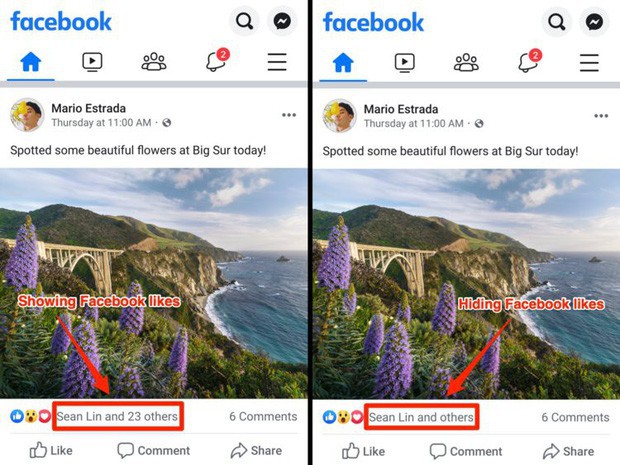 facebook
2
Mario Estrada
Thursday at 11:00 AM ·
Spotted some beautiful flowers at Big Sur today!
Showing Facebook likes
Sean Lin and 23 others
6 Comments
Like
Comment
Share
facebook
2
Mario Estrada
Thursday at 11:00 AM ·
Spotted some beautiful flowers at Big Sur today!
Hiding Facebook likes
Sean Lin and others
6 Comments
Like
Comment
Share